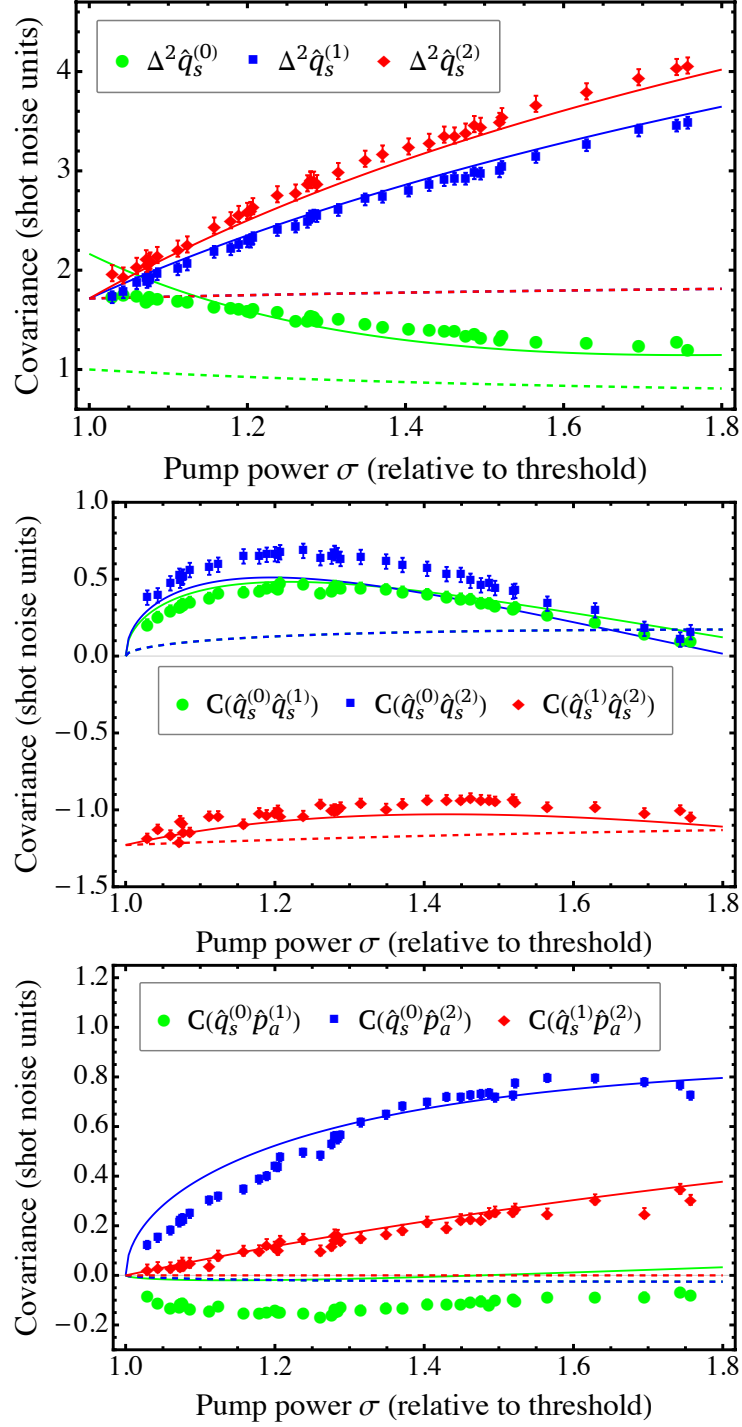 Δ²q̂ₛ⁽⁰⁾ Δ²q̂ₛ⁽¹⁾ Δ²q̂ₛ⁽²⁾
Covariance (shot noise units)
4
3
2
1
1.0 1.2 1.4 1.6 1.8
Pump power σ (relative to threshold)
Covariance (shot noise units)
1.0
0.5
0.0
C(q̂ₛ⁽⁰⁾q̂ₛ⁽¹⁾) C(q̂ₛ⁽⁰⁾q̂ₛ⁽²⁾) C(q̂ₛ⁽¹⁾q̂ₛ⁽²⁾)
−0.5
−1.0
−1.5
1.0 1.2 1.4 1.6 1.8
Pump power σ (relative to threshold)
Covariance (shot noise units)
1.2
C(q̂ₛ⁽⁰⁾p̂ₐ⁽¹⁾) C(q̂ₛ⁽⁰⁾p̂ₐ⁽²⁾) C(q̂ₛ⁽¹⁾p̂ₐ⁽²⁾)
0.8
0.6
0.4
0.2
0.0
−0.2
1.0 1.2 1.4 1.6 1.8
Pump power σ (relative to threshold)